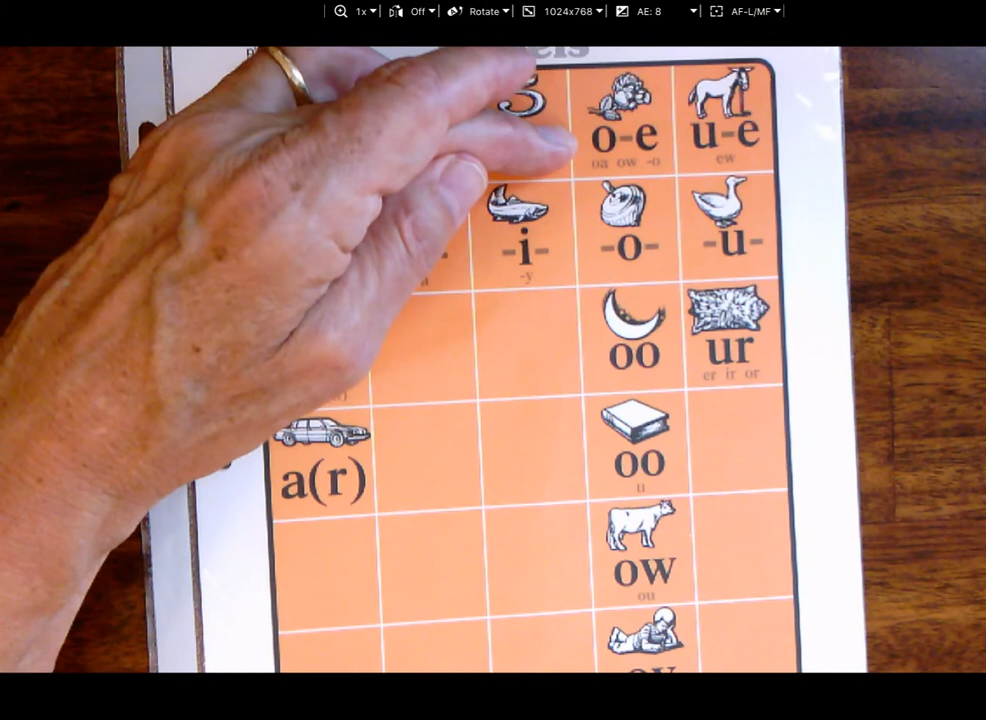 1x
Off
Rotate
1024x768
AE: 8
AF-L/MF
3
o-e
u-e
oa ow -o
ew
-i-
-o-
-u-
-y
oo
ur
er ir or
a(r)
oo
u
ow
ou